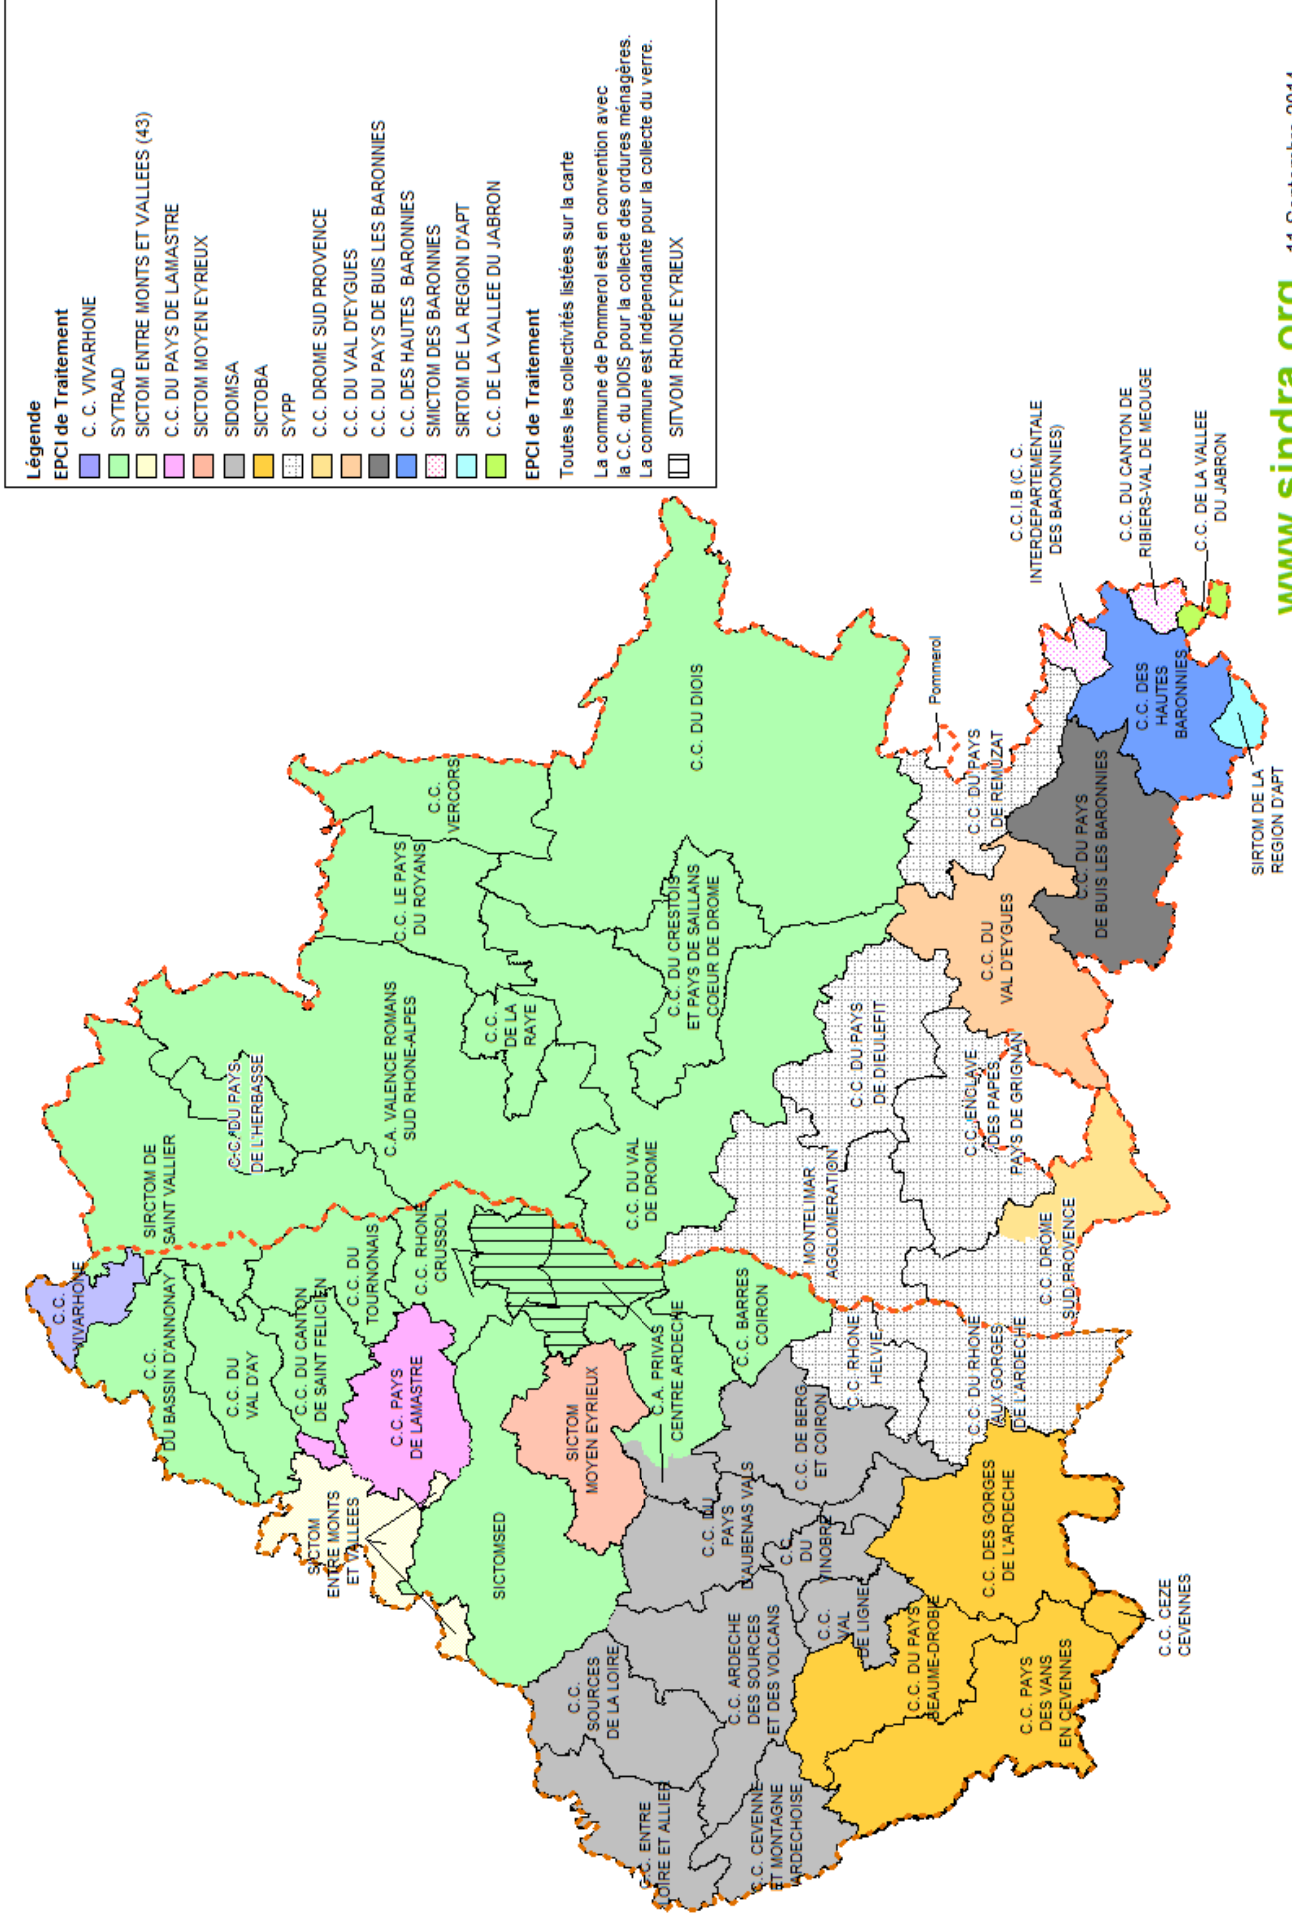 Légende
EPCI de Traitement
C. C. VIVARHONE
SYTRAD
SICTOM ENTRE MONTS ET VALLEES (43)
C.C. DU PAYS DE LAMASTRE
SICTOM MOYEN EYRIEUX
SIDOMSA
SICTOBA
SYPP
C.C. DROME SUD PROVENCE
C.C. DU VAL D'EYGUES
C.C. DU PAYS DE BUIS LES BARONNIES
C.C. DES HAUTES BARONNIES
SMICTOM DES BARONNIES
SIRTOM DE LA REGION D'APT
C.C. DE LA VALLEE DU JABRON
EPCI de Traitement
Toutes les collectivités listées sur la carte
La commune de Pommerol est en convention avec
la C.C. du DIOIS pour la collecte des ordures ménagères.
La commune est indépendante pour la collecte du verre.
SITVOM RHONE EYRIEUX
C.C.
VIVARHONE
C.C.
DU BASSIN D'ANNONAY
SIRCTOM DE
SAINT VALLIER
C.C. DU
VAL D'AY
C.C. DU PAYS
DE L'HERBASSE
C.C. DU CANTON
DE SAINT FELICIEN
C.C. DU
TOURNONAIS
SICTOM
ENTRE MONTS
ET VALLEES
C.C. PAYS
DE LAMASTRE
C.C. RHONE
CRUSSOL
C.A. VALENCE ROMANS
SUD RHONE-ALPES
C.C. LE PAYS
DU ROYANS
C.C.
VERCORS
SICTOMSED
C.C.
DE LA
RAYE
SICTOM
MOYEN EYRIEUX
C.C.
SOURCES
DE LA LOIRE
C.A. PRIVAS
CENTRE ARDECHE
C.C. DU VAL
DE DROME
C.C. DU CRESTOIS
ET PAYS DE SAILLANS
COEUR DE DROME
C.C. DU DIOIS
C.C. ENTRE
LOIRE ET ALLIER
C.C. DU
PAYS
D'AUBENAS VALS
C.C. BARRES
COIRON
C.C. ARDECHE
DES SOURCES
ET DES VOLCANS
C.C. CEVENNE
ET MONTAGNE
ARDECHOISE
C.C.
DU
VINOBRE
C.C. DE BERG
ET COIRON
C.C.
VAL
DE LIGNE
C.C. RHONE
HELVIE
MONTELIMAR
AGGLOMERATION
C.C. DU PAYS
DE DIEULEFIT
C.C. DU PAYS
BEAUME-DROBIE
Pommerol
C.C. DU RHONE
AUX GORGES
DE L'ARDECHE
C.C. DES GORGES
DE L'ARDECHE
C.C. ENCLAVE
DES PAPES
PAYS DE GRIGNAN
C.C. DU
VAL D'EYGUES
C.C. DU PAYS
DE REMUZAT
C.C.I.B (C. C.
INTERDEPARTEMENTALE
DES BARONNIES)
C.C. PAYS
DES VANS
EN CEVENNES
C.C. DROME
SUD PROVENCE
C.C. DU PAYS
DE BUIS LES BARONNIES
C.C. DU CANTON DE
RIBIERS-VAL DE MEOUGE
C.C. DES
HAUTES
BARONNIES
C.C. DE LA VALLEE
DU JABRON
C.C. CEZE
CEVENNES
SIRTOM DE LA
REGION D'APT
www.sindra.org
11 Septembre 2014